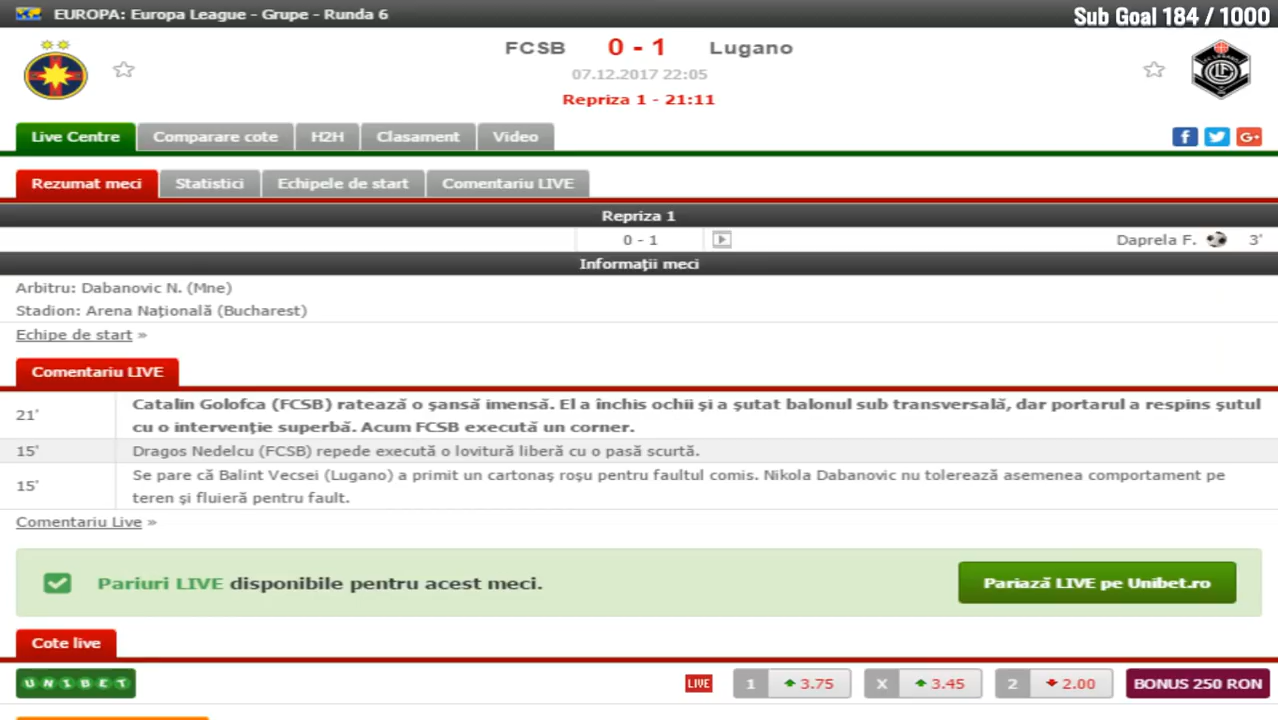 EUROPA: Europa League - Grupe - Runda 6
Sub Goal 184 / 1000
FCSB 0 - 1 Lugano
07.12.2017 22:05
Repriza 1 - 21:11
Live Centre Comparare cote H2H Clasament Video
Rezumat meci Statistici Echipele de start Comentariu LIVE
Repriza 1
0 - 1 Daprela F. 3'
Informații meci
Arbitru: Dabanovic N. (Mne)
Stadion: Arena Națională (Bucharest)
Echipe de start »
Comentariu LIVE
21' Catalin Golofca (FCSB) ratează o şansă imensă. El a închis ochii şi a şutat balonul sub transversală, dar portarul a respins şutul
cu o intervenție superbă. Acum FCSB execută un corner.
15' Dragos Nedelcu (FCSB) repede execută o lovitură liberă cu o pasă scurtă.
15' Se pare că Balint Vecsei (Lugano) a primit un cartonaş roşu pentru faultul comis. Nikola Dabanovic nu tolerează asemenea comportament pe
teren şi fluieră pentru fault.
Comentariu Live »
Pariuri LIVE disponibile pentru acest meci.
Pariază LIVE pe Unibet.ro
Cote live
UNIBET LIVE 1 3.75 X 3.45 2 2.00 BONUS 250 RON